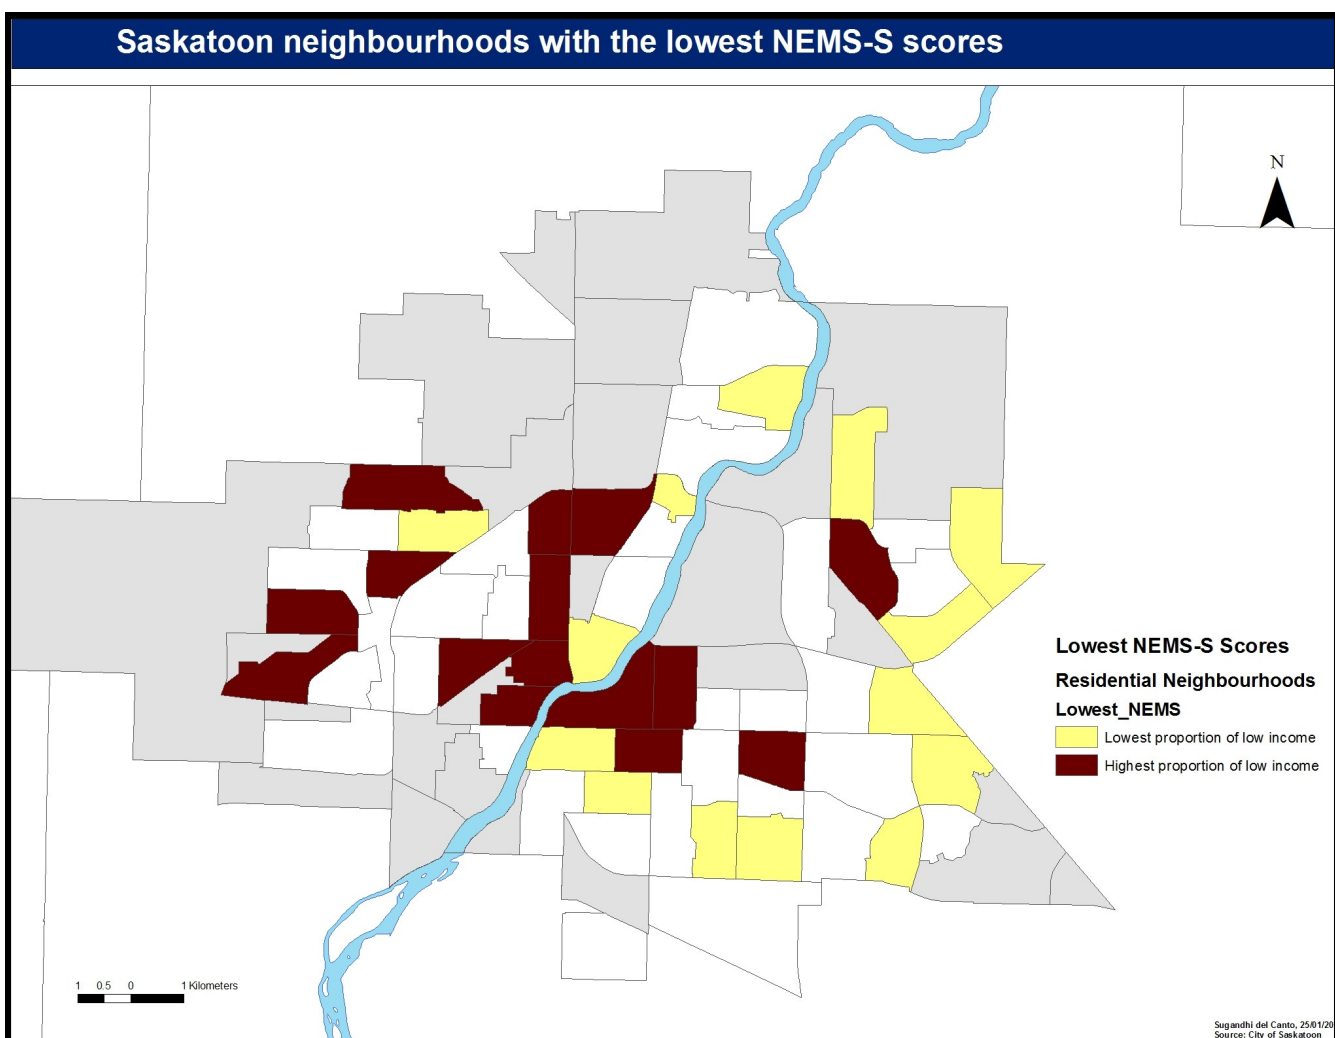 Saskatoon neighbourhoods with the lowest NEMS-S scores
N
Lowest NEMS-S Scores
Residential Neighbourhoods
Lowest_NEMS
Lowest proportion of low income
Highest proportion of low income
1 0.5 0 1 Kilometers
Sugandhi del Canto, 25/01/20
Source: City of Saskatoon